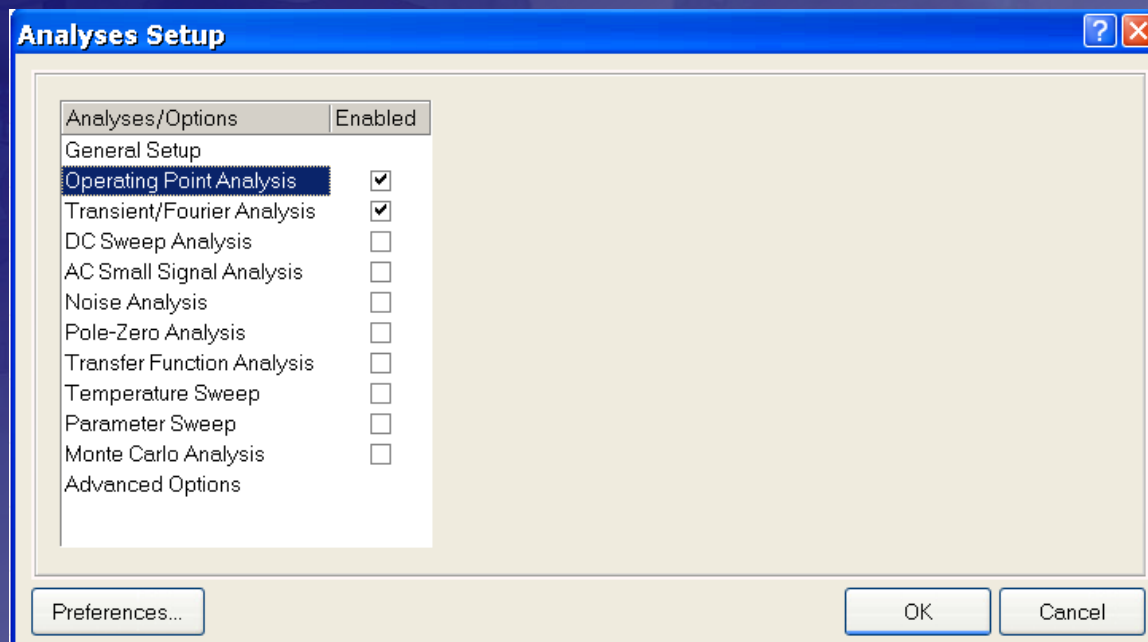 Analyses Setup
Analyses/Options Enabled
General Setup
Operating Point Analysis
Transient/Fourier Analysis
DC Sweep Analysis
AC Small Signal Analysis
Noise Analysis
Pole-Zero Analysis
Transfer Function Analysis
Temperature Sweep
Parameter Sweep
Monte Carlo Analysis
Advanced Options
Preferences... OK Cancel